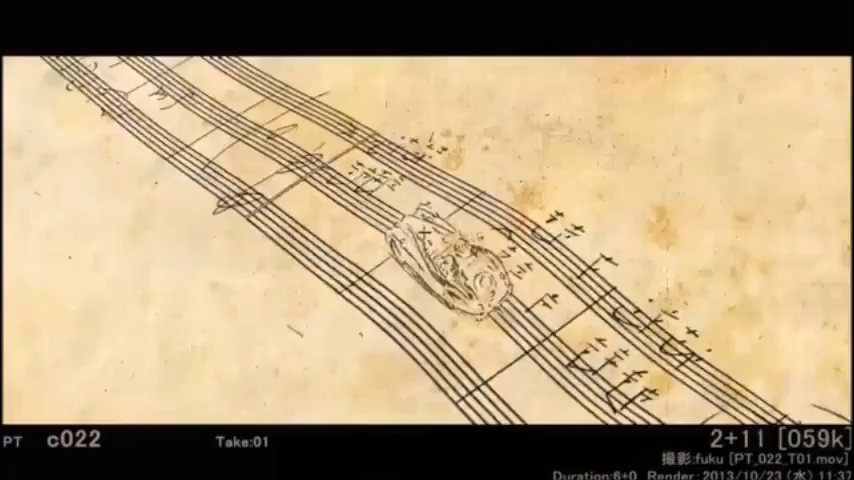 PT c022 Take:01 2+11 [059k]
撮影:fuku [PT_022_T01.mov]
Duration:6+0 Render: 2013/10/23 (水) 11:37